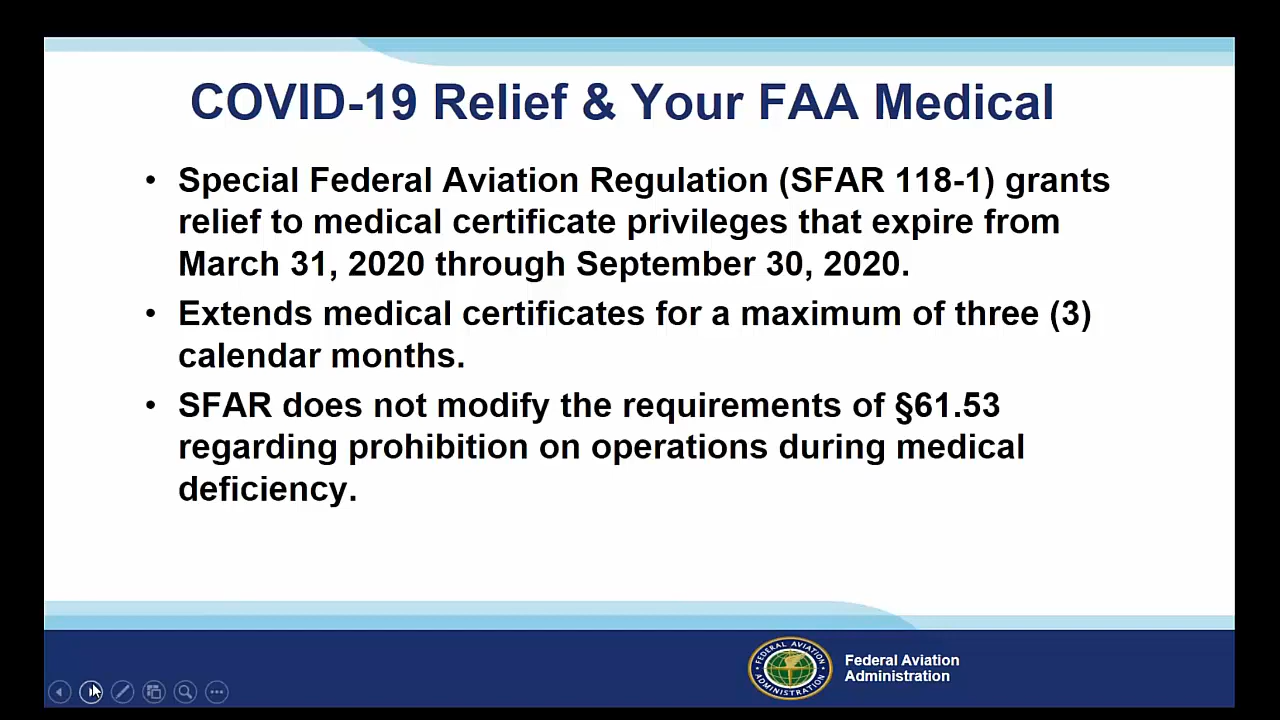 COVID-19 Relief & Your FAA Medical
• Special Federal Aviation Regulation (SFAR 118-1) grants
relief to medical certificate privileges that expire from
March 31, 2020 through September 30, 2020.
• Extends medical certificates for a maximum of three (3)
calendar months.
• SFAR does not modify the requirements of §61.53
regarding prohibition on operations during medical
deficiency.
FEDERAL AVIATION
ADMINISTRATION
Federal Aviation
Administration